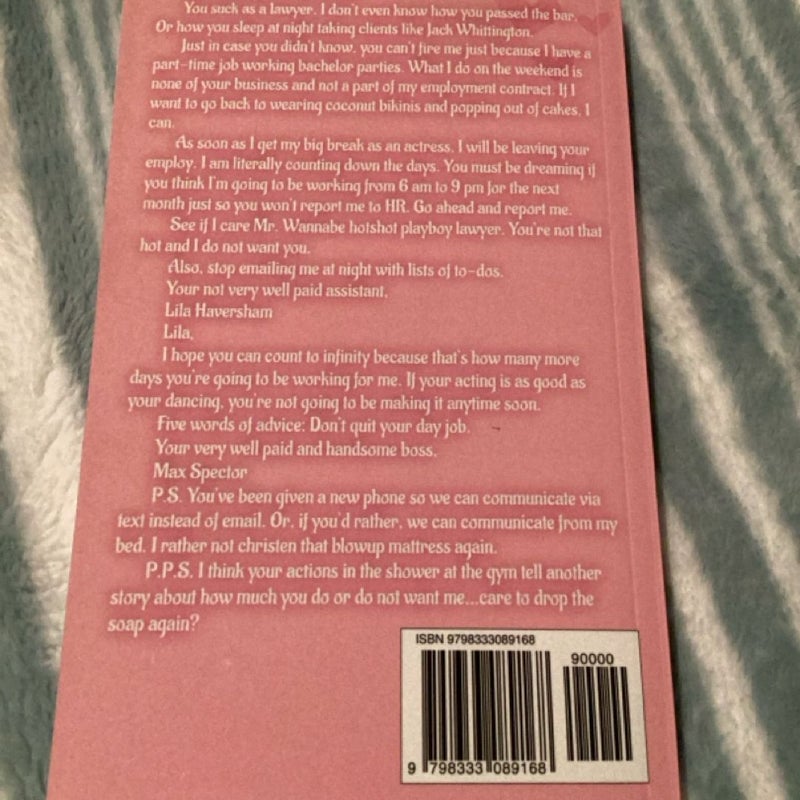 You suck as a lawyer. I don't even know how you passed the bar.
Or how you sleep at night taking clients like Jack Whittington.
Just in case you didn't know, you can't fire me just because I have a
part-time job working bachelor parties. What I do on the weekend is
none of your business and not a part of my employment contract. If I
want to go back to wearing coconut bikinis and popping out of cakes, I
can.
As soon as I get my big break as an actress, I will be leaving your
employ. I am literally counting down the days. You must be dreaming if
you think I'm going to be working from 6 am to 9 pm for the next
month just so you won't report me to HR. Go ahead and report me.
See if I care Mr. Wannabe hotshot playboy lawyer. You're not that
hot and I do not want you.
Also, stop emailing me at night with lists of to-dos.
Your not very well paid assistant,
Lila Haversham
Lila,
I hope you can count to infinity because that's how many more
days you're going to be working for me. If your acting is as good as
your dancing, you're not going to be making it anytime soon.
Five words of advice: Don't quit your day job.
Your very well paid and handsome boss,
Max Spector
P.S. You've been given a new phone so we can communicate via
text instead of email. Or, if you'd rather, we can communicate from my
bed. I rather not christen that blowup mattress again.
P.P.S. I think your actions in the shower at the gym tell another
story about how much you do or do not want me...care to drop the
soap again?
ISBN 9798333089168
90000
9 798333 089168